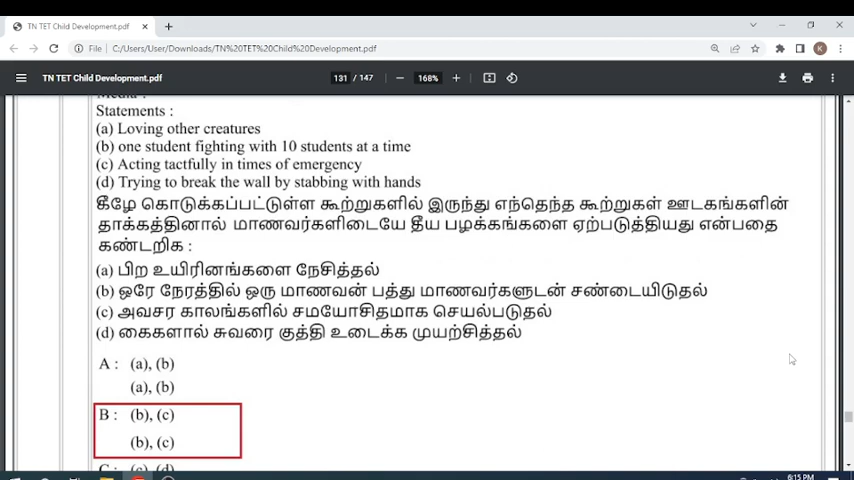 TN TET Child Development.pdf
File C:/Users/User/Downloads/TN%20TET%20Child%20Development.pdf
K
TN TET Child Development.pdf
131 / 147
168%
Media :
Statements :
(a) Loving other creatures
(b) one student fighting with 10 students at a time
(c) Acting tactfully in times of emergency
(d) Trying to break the wall by stabbing with hands
கீழே கொடுக்கப்பட்டுள்ள கூற்றுகளில் இருந்து எந்தெந்த கூற்றுகள் ஊடகங்களின்
தாக்கத்தினால் மாணவர்களிடையே தீய பழக்கங்களை ஏற்படுத்தியது என்பதை
கண்டறிக :
(a) பிற உயிரினங்களை நேசித்தல்
(b) ஒரே நேரத்தில் ஒரு மாணவன் பத்து மாணவர்களுடன் சண்டையிடுதல்
(c) அவசர காலங்களில் சமயோசிதமாக செயல்படுதல்
(d) கைகளால் சுவரை குத்தி உடைக்க முயற்சித்தல்
A : (a), (b)
(a), (b)
B : (b), (c)
(b), (c)
C : (c), (d)
6:15 PM